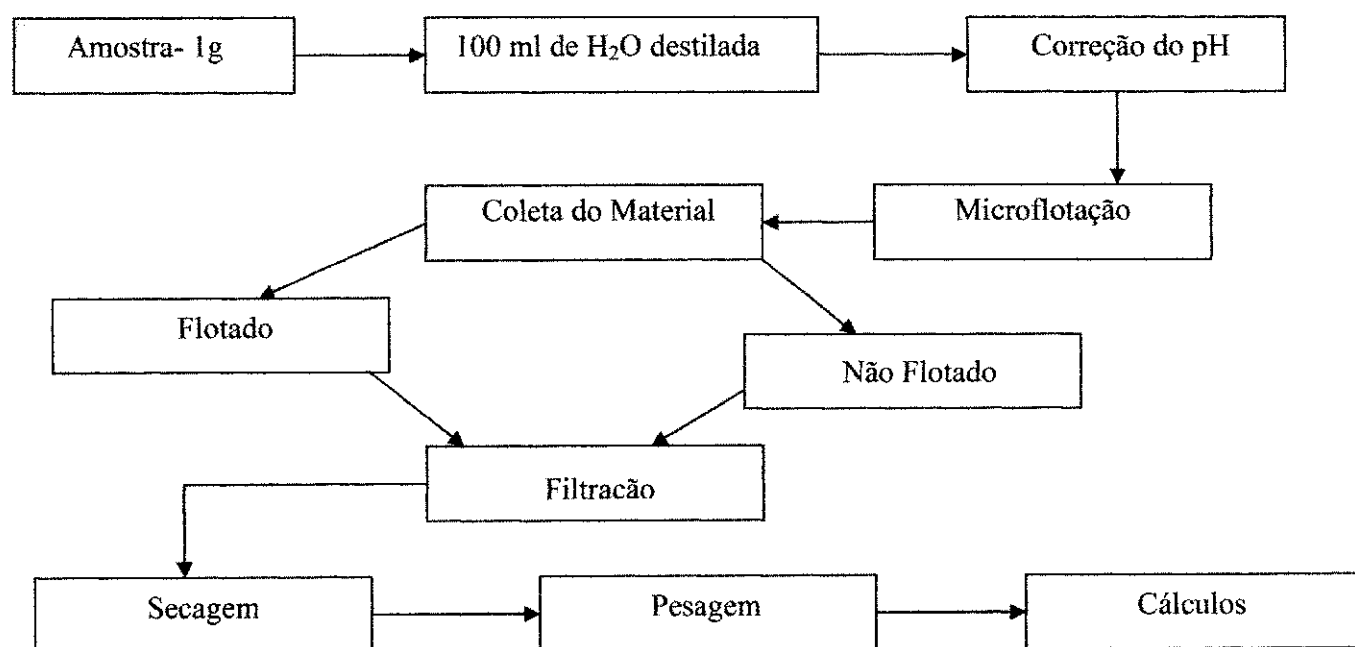 Amostra- 1g
100 ml de H₂O destilada
Correção do pH
Microflotação
Coleta do Material
Flotado
Não Flotado
Filtracão
Secagem
Pesagem
Cálculos